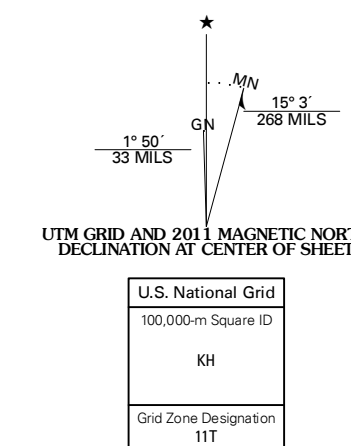 ★
MN
15° 3´
268 MILS
GN
1° 50´
33 MILS
UTM GRID AND 2011 MAGNETIC NORT
DECLINATION AT CENTER OF SHEET
U.S. National Grid
100,000-m Square ID
KH
Grid Zone Designation
11T